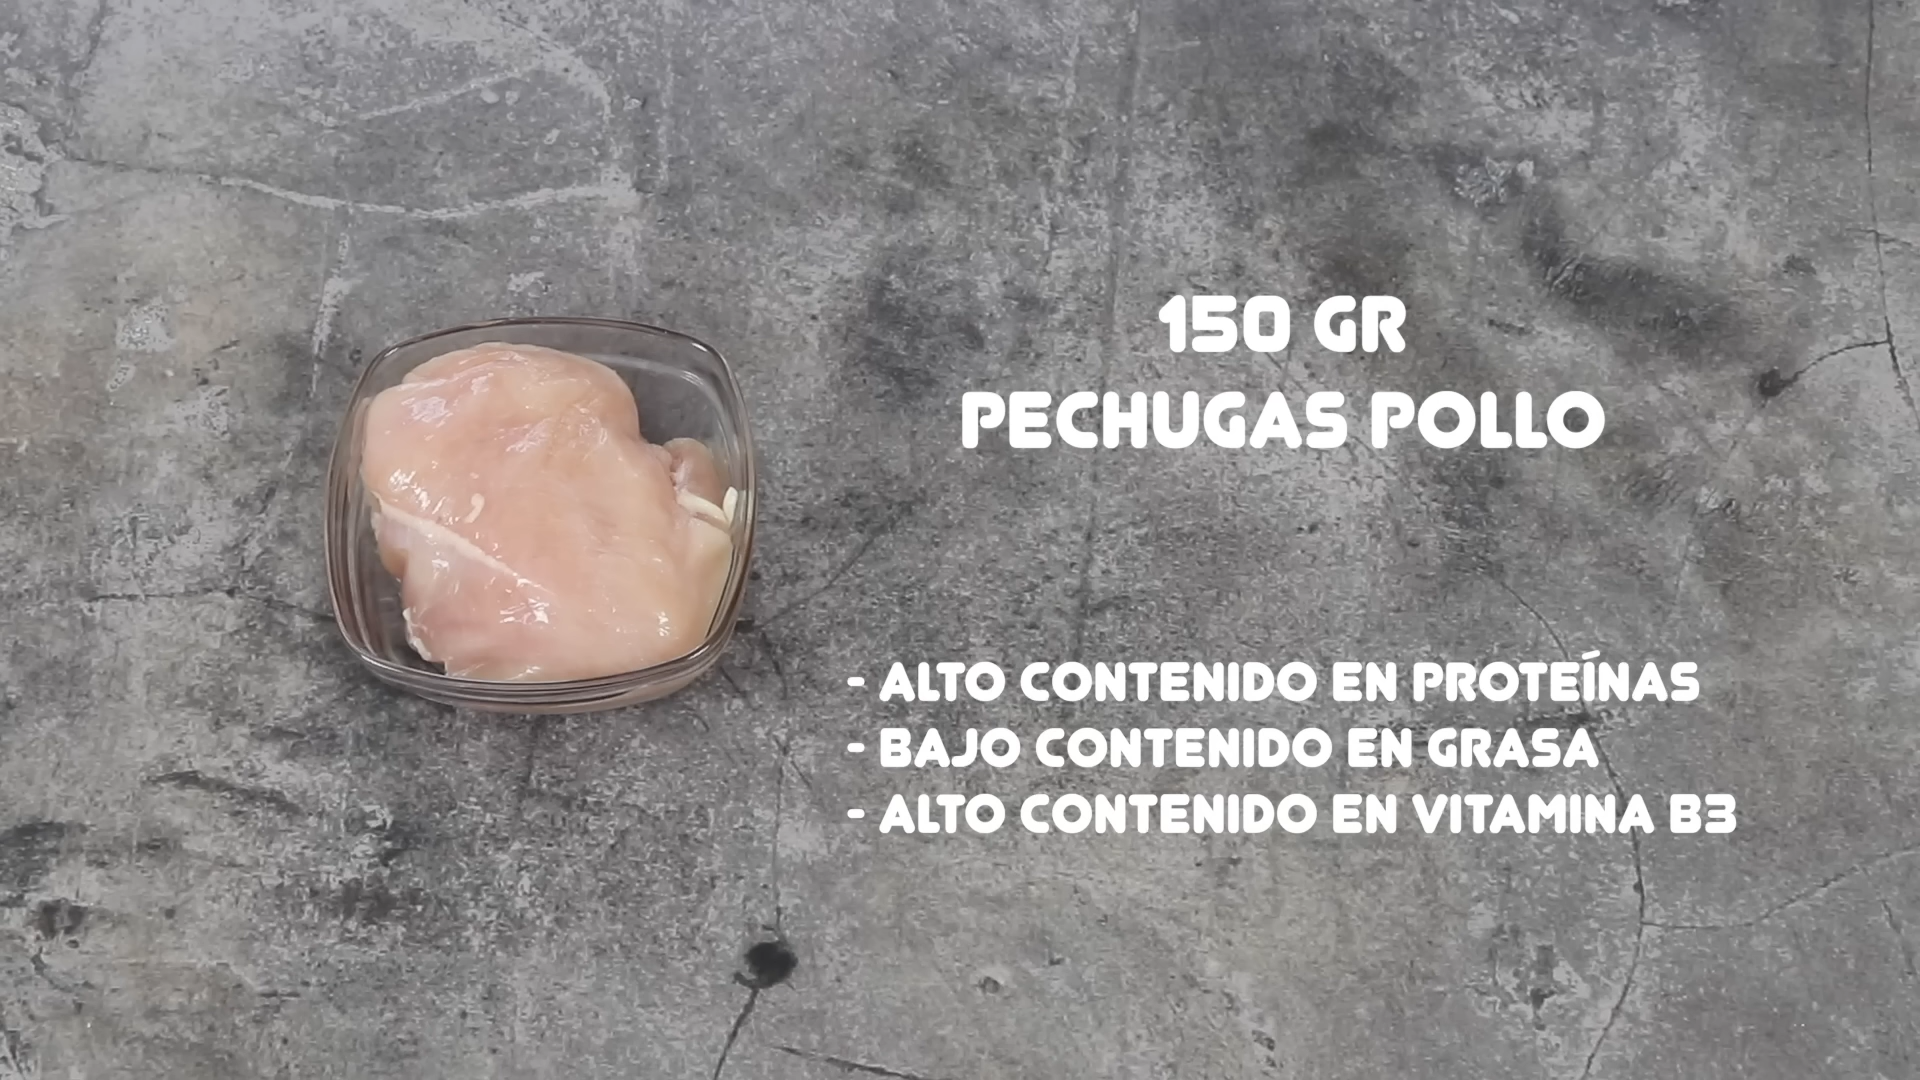 150 GR
PECHUGAS POLLO
- ALTO CONTENIDO EN PROTEÍNAS
- BAJO CONTENIDO EN GRASA
- ALTO CONTENIDO EN VITAMINA B3